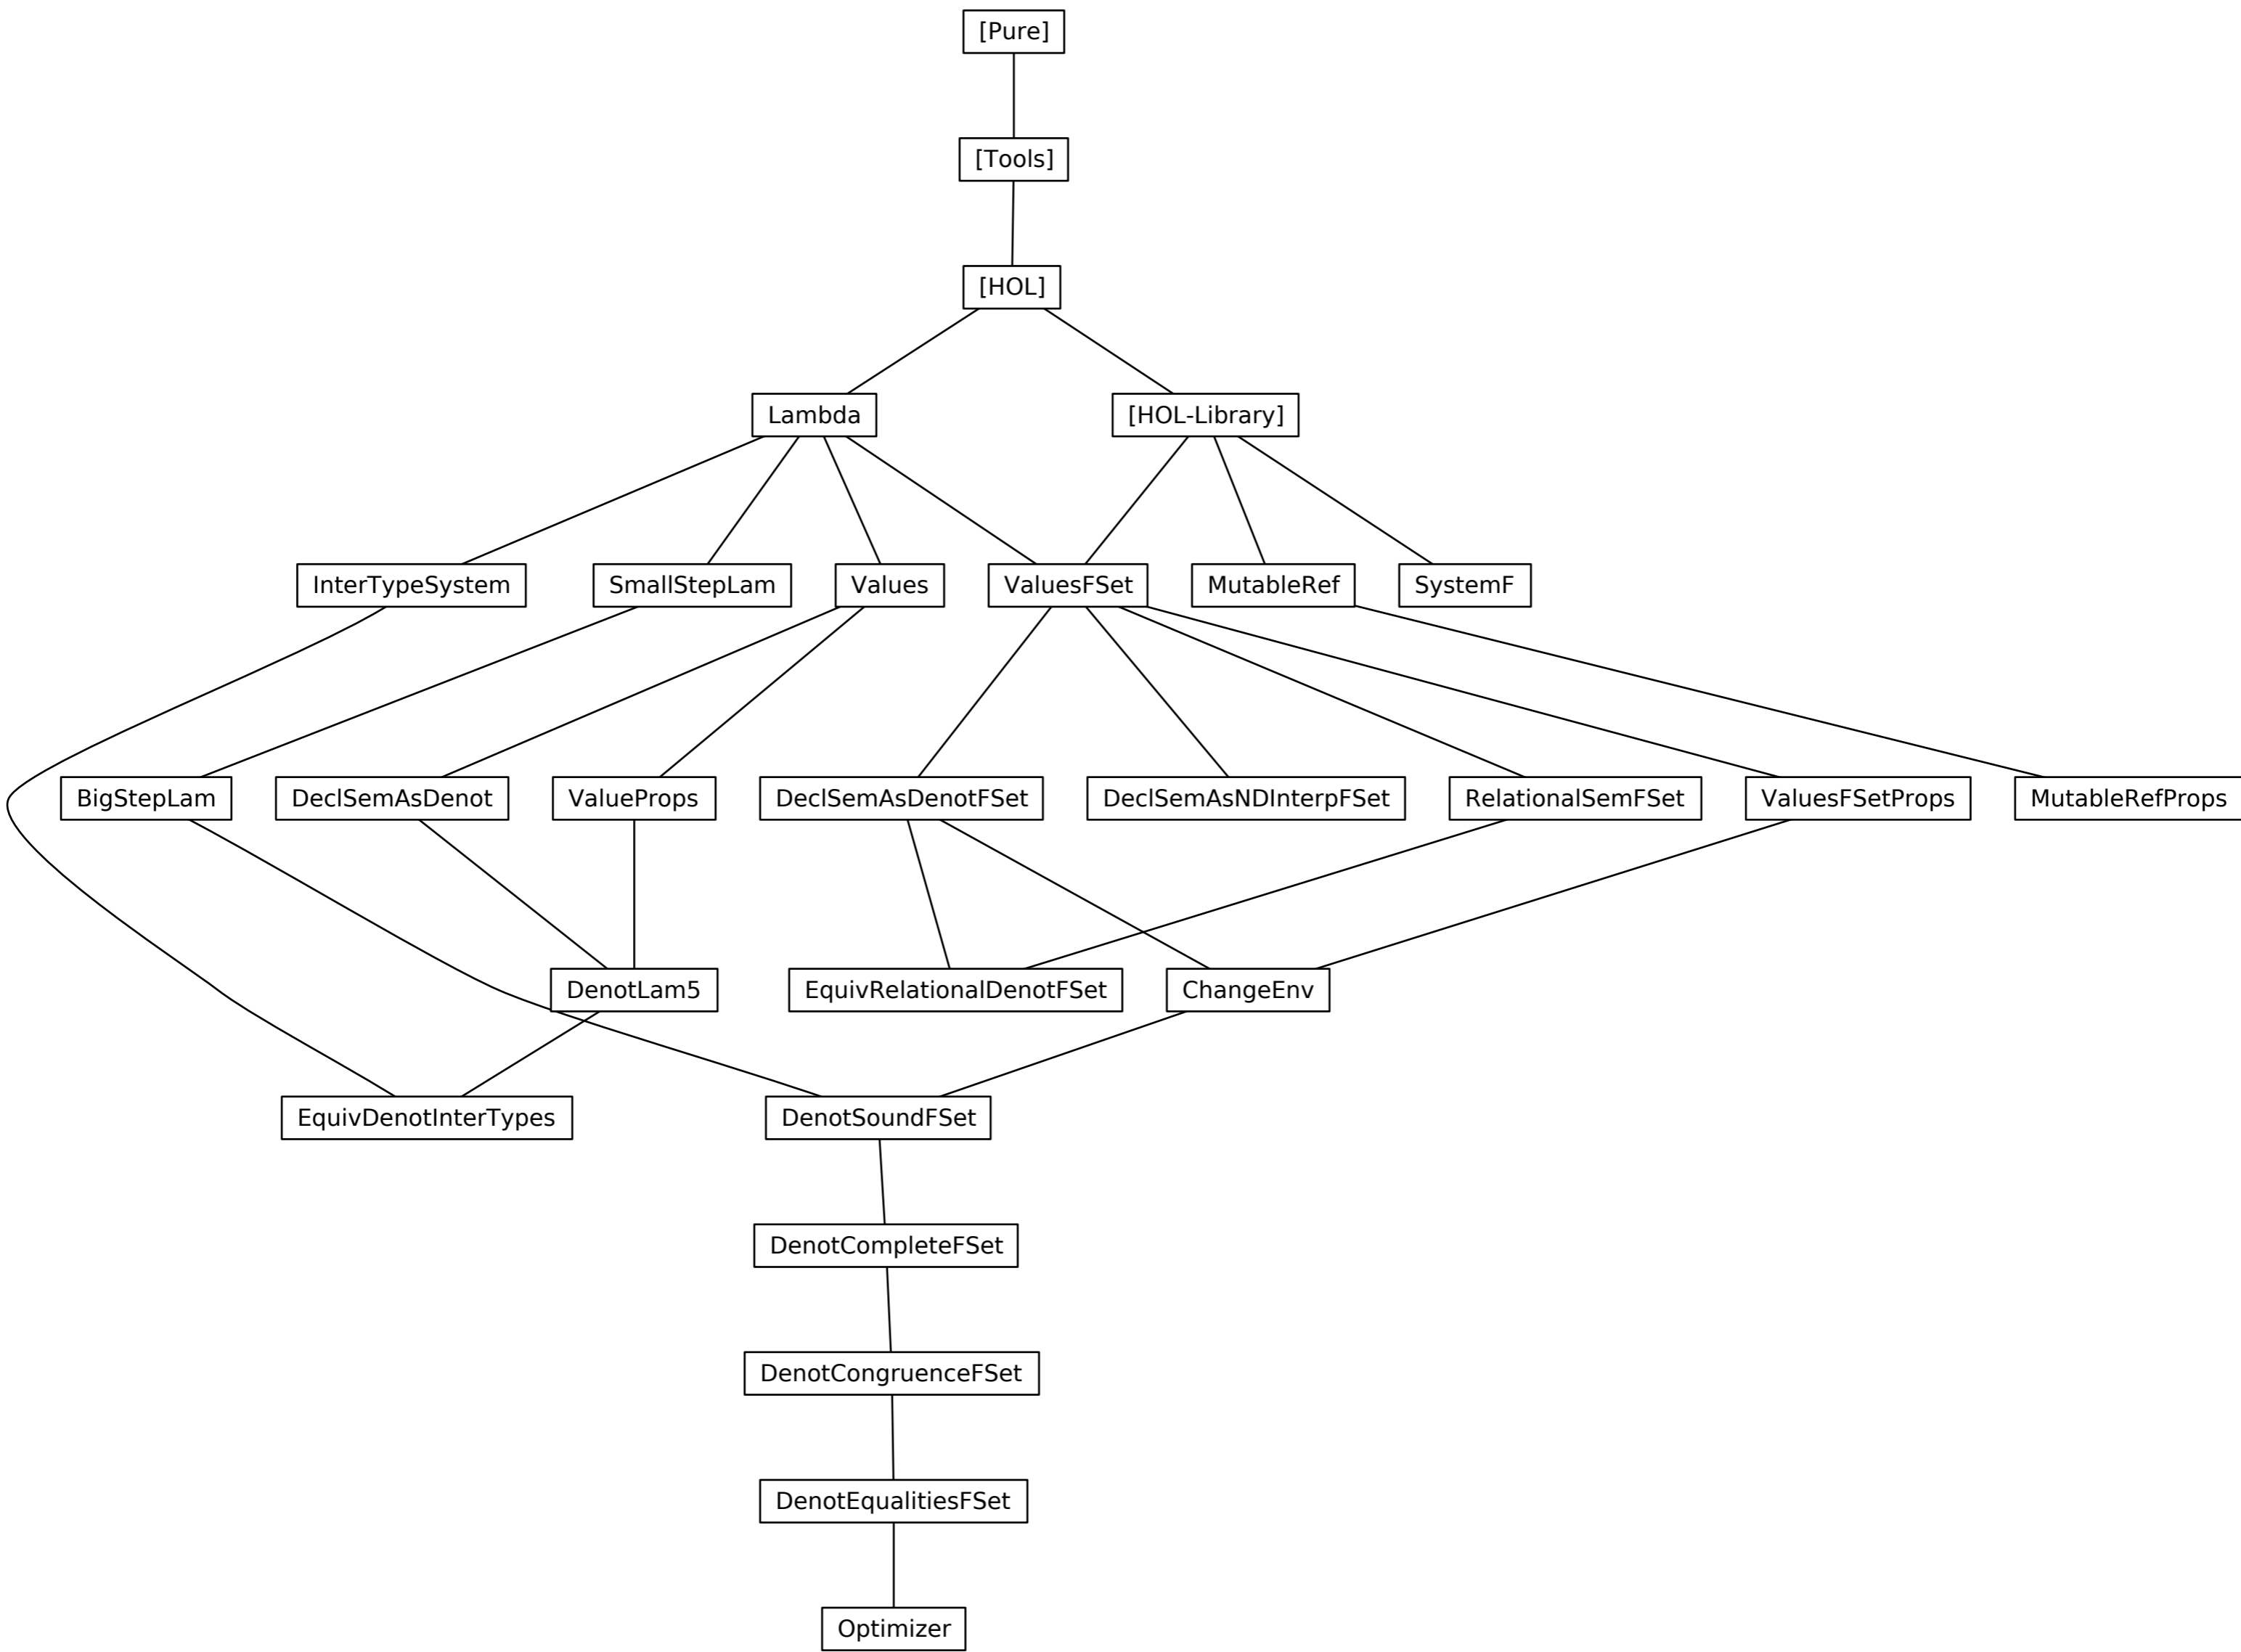 [Pure]
[Tools]
[HOL]
Lambda
[HOL-Library]
InterTypeSystem
SmallStepLam
Values
ValuesFSet
MutableRef
SystemF
BigStepLam
DeclSemAsDenot
ValueProps
DeclSemAsDenotFSet
DeclSemAsNDInterpFSet
RelationalSemFSet
ValuesFSetProps
MutableRefProps
DenotLam5
EquivRelationalDenotFSet
ChangeEnv
EquivDenotInterTypes
DenotSoundFSet
DenotCompleteFSet
DenotCongruenceFSet
DenotEqualitiesFSet
Optimizer